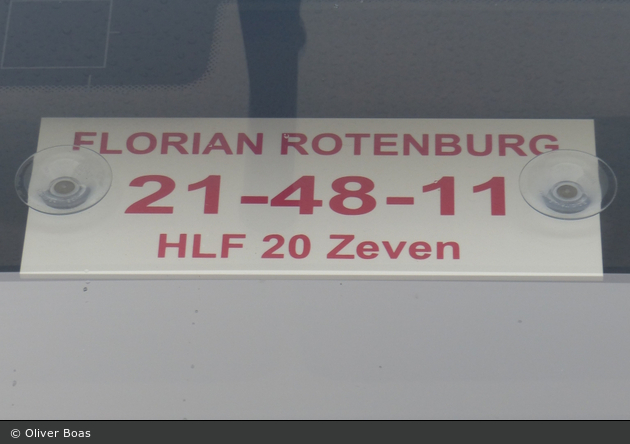 FLORIAN ROTENBURG
21-48-11
HLF 20 Zeven
© Oliver Boas